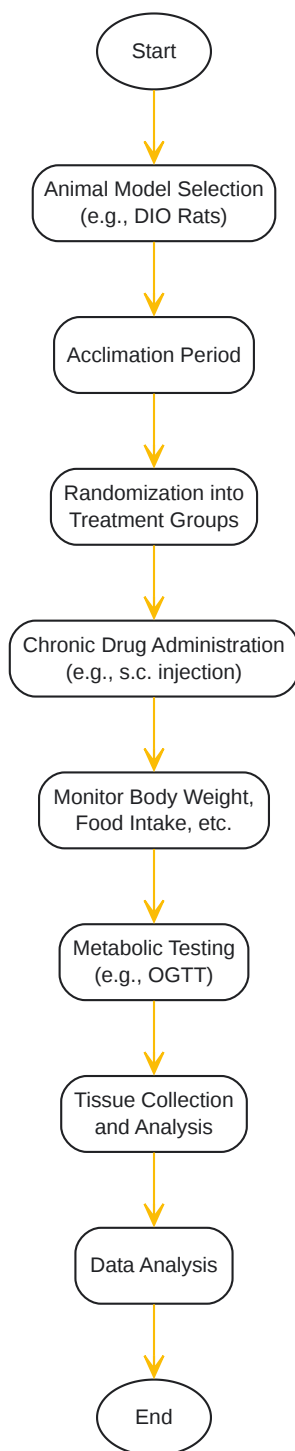 Start
Animal Model Selection
(e.g., DIO Rats)
Acclimation Period
Randomization into
Treatment Groups
Chronic Drug Administration
(e.g., s.c. injection)
Monitor Body Weight,
Food Intake, etc.
Metabolic Testing
(e.g., OGTT)
Tissue Collection
and Analysis
Data Analysis
End